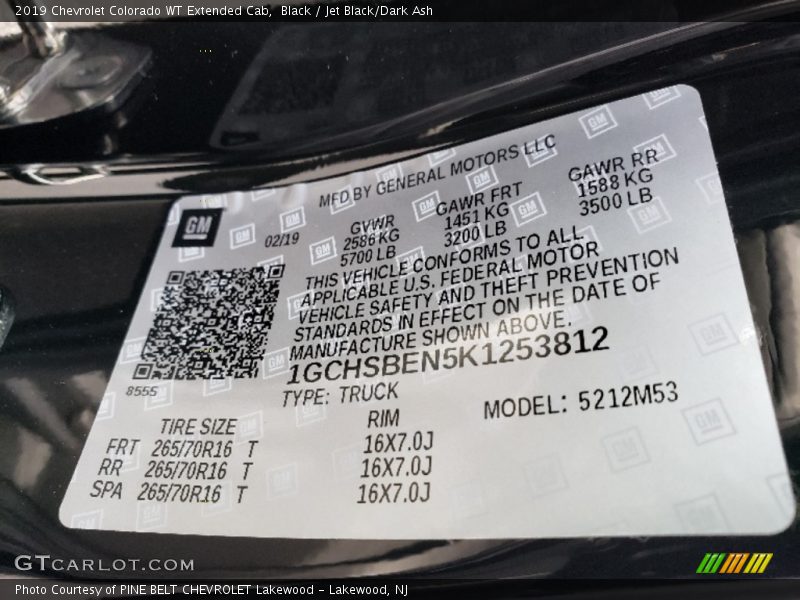 2019 Chevrolet Colorado WT Extended Cab, Black / Jet Black/Dark Ash
MFD BY GENERAL MOTORS LLC
GM
02/19
GVWR GAWR FRT GAWR RR
2586 KG 1451 KG 1588 KG
5700 LB 3200 LB 3500 LB
THIS VEHICLE CONFORMS TO ALL
APPLICABLE U.S. FEDERAL MOTOR
VEHICLE SAFETY AND THEFT PREVENTION
STANDARDS IN EFFECT ON THE DATE OF
MANUFACTURE SHOWN ABOVE.
1GCHSBEN5K1253812
8555
TYPE: TRUCK MODEL: 5212M53
TIRE SIZE RIM
FRT 265/70R16 T 16X7.0J
RR 265/70R16 T 16X7.0J
SPA 265/70R16 T 16X7.0J
GTCARLOT.COM
Photo Courtesy of PINE BELT CHEVROLET Lakewood - Lakewood, NJ